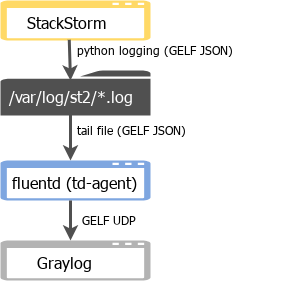 StackStorm
python logging (GELF JSON)
/var/log/st2/*.log
tail file (GELF JSON)
fluentd (td-agent)
GELF UDP
Graylog